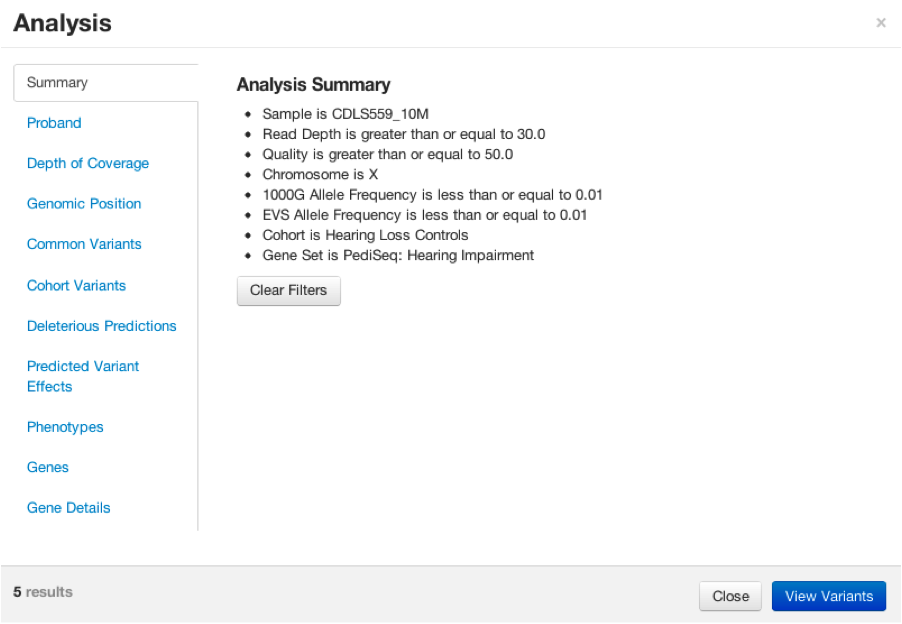 Analysis
×
Summary
Proband
Depth of Coverage
Genomic Position
Common Variants
Cohort Variants
Deleterious Predictions
Predicted Variant
Effects
Phenotypes
Genes
Gene Details
Analysis Summary
• Sample is CDLS559_10M
• Read Depth is greater than or equal to 30.0
• Quality is greater than or equal to 50.0
• Chromosome is X
• 1000G Allele Frequency is less than or equal to 0.01
• EVS Allele Frequency is less than or equal to 0.01
• Cohort is Hearing Loss Controls
• Gene Set is PediSeq: Hearing Impairment
Clear Filters
5 results
Close
View Variants